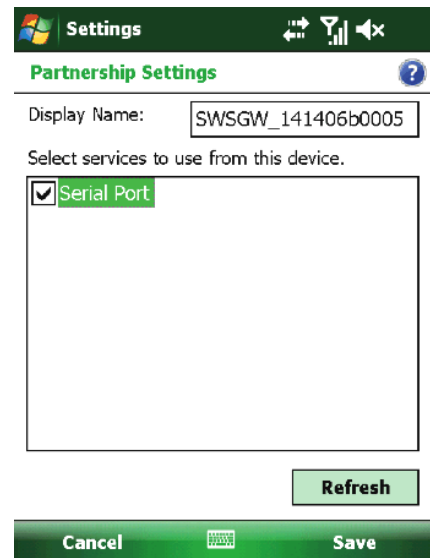 Settings
Partnership Settings
?
Display Name: SWSGW_141406b0005
Select services to use from this device.
Serial Port
Refresh
Cancel Save